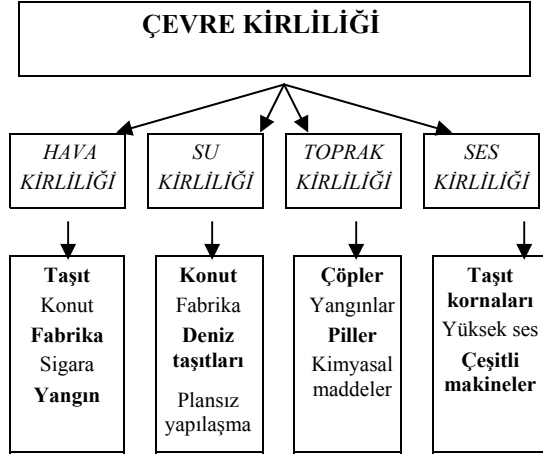 ÇEVRE KİRLİLİĞİ
HAVA
KİRLİLİĞİ
SU
KİRLİLİĞİ
TOPRAK
KİRLİLİĞİ
SES
KİRLİLİĞİ
Taşıt
Konut
Fabrika
Sigara
Yangın
Konut
Fabrika
Deniz
taşıtları
Plansız
yapılaşma
Çöpler
Yangınlar
Piller
Kimyasal
maddeler
Taşıt
kornaları
Yüksek ses
Çeşitli
makineler